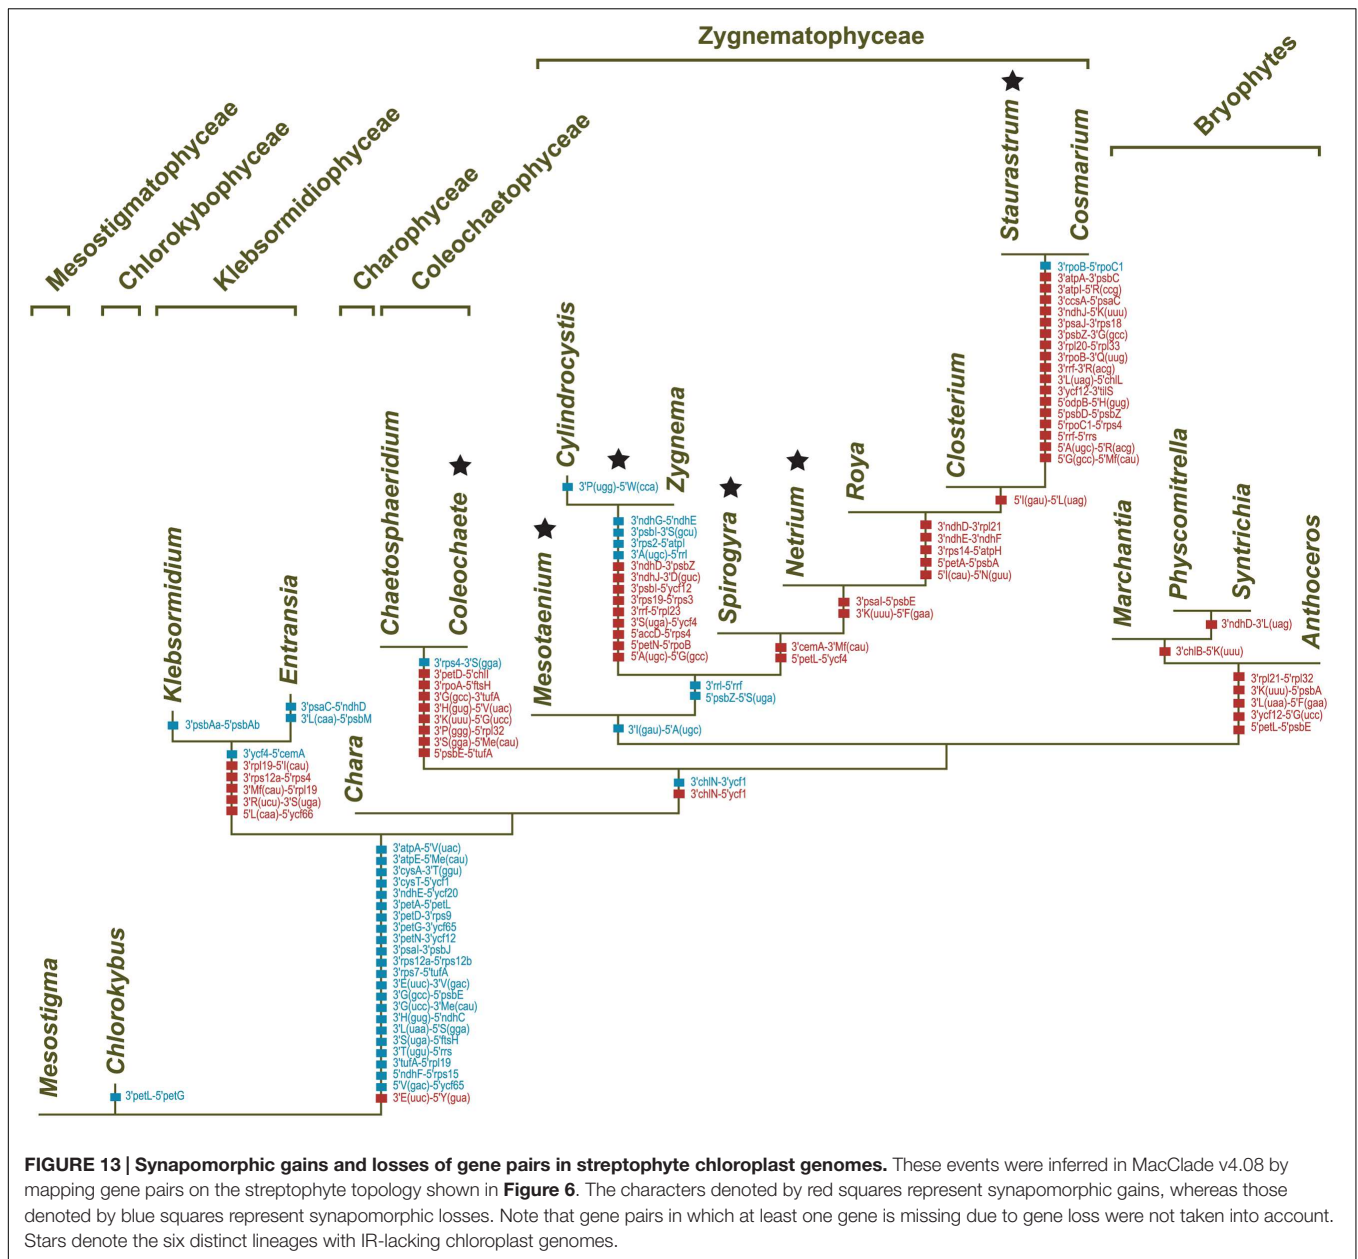 Zygnematophyceae
Bryophytes
Mesostigmatophyceae
Chlorokybophyceae
Klebsormidiophyceae
Charophyceae
Coleochaetophyceae
Staurastrum
Cosmarium
3'rpoB-5'rpoC1
3'atpA-3'psbC
3'atpI-5'R(ccg)
3'ccsA-5'psaC
3'ndhJ-5'K(uuu)
3'psaJ-3'rps18
3'psbZ-3'G(gcc)
3'rpl20-5'rpl33
3'rpoB-3'Q(uug)
3'rrf-3'R(acg)
3'L(uag)-5'chlL
3'ycf12-3'tilS
5'odpB-5'H(gug)
5'psbD-5'psbZ
5'rpoC1-5'rps4
5'rrf-5'rrs
5'A(ugc)-5'R(acg)
5'G(gcc)-5'Mf(cau)
Closterium
5'I(gau)-5'L(uag)
Roya
3'ndhD-3'rpl21
3'ndhE-3'ndhF
3'rps14-5'atpH
5'petA-5'psbA
5'I(cau)-5'N(guu)
Netrium
3'psaI-5'psbE
3'K(uuu)-5'F(gaa)
Spirogyra
3'cemA-3'Mf(cau)
5'petL-5'ycf4
Cylindrocystis
3'P(ugg)-5'W(cca)
Zygnema
3'ndhG-5'ndhE
3'psbI-3'S(gcu)
3'rps2-5'atpI
3'A(ugc)-5'rrl
3'ndhD-3'psbZ
3'ndhJ-3'D(guc)
3'psbI-5'ycf12
3'rps19-5'rps3
3'rrf-5'rpl23
3'S(uga)-5'ycf4
5'accD-5'rps4
5'petN-5'rpoB
5'A(ugc)-5'G(gcc)
3'rrl-5'rrf
5'psbZ-5'S(uga)
Mesotaenium
3'I(gau)-5'A(ugc)
Marchantia
Physcomitrella
Syntrichia
Anthoceros
3'ndhD-3'L(uag)
3'chlB-5'K(uuu)
3'rpl21-5'rpl32
3'K(uuu)-5'psbA
3'L(uaa)-5'F(gaa)
3'ycf12-5'G(ucc)
5'petL-5'psbE
Chaetosphaeridium
Coleochaete
3'rps4-3'S(gga)
3'petD-5'chlI
3'rpoA-5'ftsH
3'G(gcc)-3'tufA
3'H(gug)-5'V(uac)
3'K(uuu)-5'G(ucc)
3'P(ggg)-5'rpl32
3'S(gga)-5'Me(cau)
5'psbE-5'tufA
3'chlN-3'ycf1
3'chlN-5'ycf1
Chara
Klebsormidium
3'psbAa-5'psbAb
Entransia
3'psaC-5'ndhD
3'L(caa)-5'psbM
3'ycf4-5'cemA
3'rpl19-5'I(cau)
3'rps12a-5'rps4
3'Mf(cau)-5'rpl19
3'R(ucu)-3'S(uga)
5'L(caa)-5'ycf66
3'atpA-5'V(uac)
3'atpE-5'Me(cau)
3'cysA-3'T(ggu)
3'cysT-5'ycf1
3'ndhE-5'ycf20
3'petA-5'petL
3'petD-3'rps9
3'petG-3'ycf65
3'petN-3'ycf12
3'psaI-3'psbJ
3'rps12a-5'rps12b
3'rps7-5'tufA
3'E(uuc)-3'V(gac)
3'G(gcc)-5'psbE
3'G(ucc)-3'Me(cau)
3'H(gug)-5'ndhC
3'L(uaa)-5'S(gga)
3'S(uga)-5'ftsH
3'T(ugu)-5'rrs
3'tufA-5'rpl19
5'ndhF-5'rps15
5'V(gac)-5'ycf65
3'E(uuc)-5'Y(gua)
Mesostigma
Chlorokybus
3'petL-5'petG
FIGURE 13 | Synapomorphic gains and losses of gene pairs in streptophyte chloroplast genomes. These events were inferred in MacClade v4.08 by
mapping gene pairs on the streptophyte topology shown in Figure 6. The characters denoted by red squares represent synapomorphic gains, whereas those
denoted by blue squares represent synapomorphic losses. Note that gene pairs in which at least one gene is missing due to gene loss were not taken into account.
Stars denote the six distinct lineages with IR-lacking chloroplast genomes.